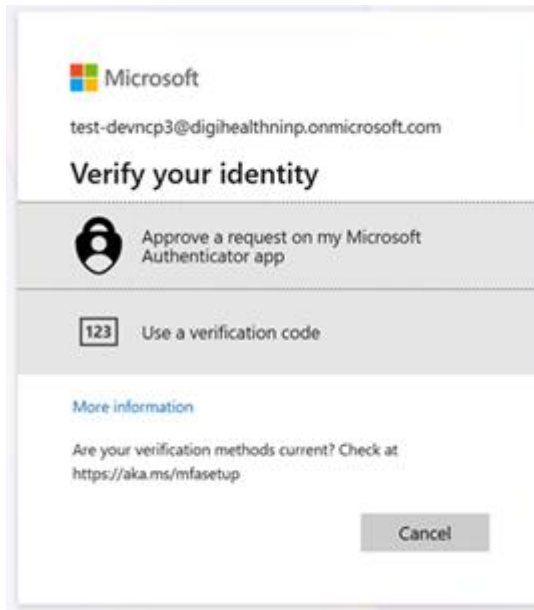 Microsoft
test-devncp3@digihealthninp.onmicrosoft.com
Verify your identity
Approve a request on my Microsoft
Authenticator app
123
Use a verification code
More information
Are your verification methods current? Check at
https://aka.ms/mfasetup
Cancel